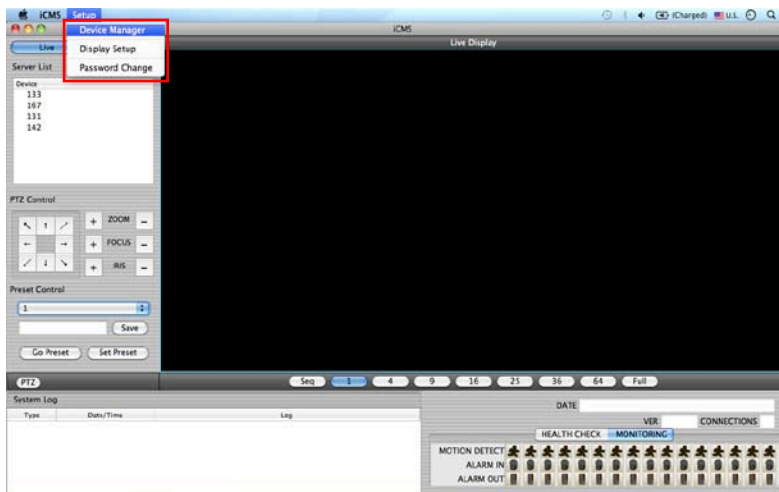 iCMS Setup (Charged) U.S.
iCMS
Device Manager
Display Setup
Password Change
Live
Live Display
Server List
Device
133
167
131
142
PTZ Control
+ ZOOM −
+ FOCUS −
+ IRIS −
Preset Control
1
Save
Go Preset Set Preset
PTZ
Seq 1 4 9 16 25 36 64 Full
System Log
Type Date/Time Log
DATE
VER CONNECTIONS
HEALTH CHECK MONITORING
MOTION DETECT
ALARM IN
ALARM OUT